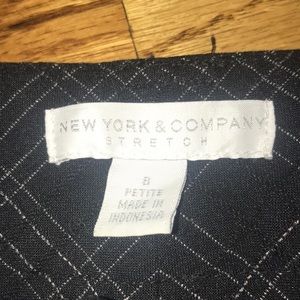 NEW YORK & COMPANY
STRETCH
8
PETITE
MADE IN
INDONESIA